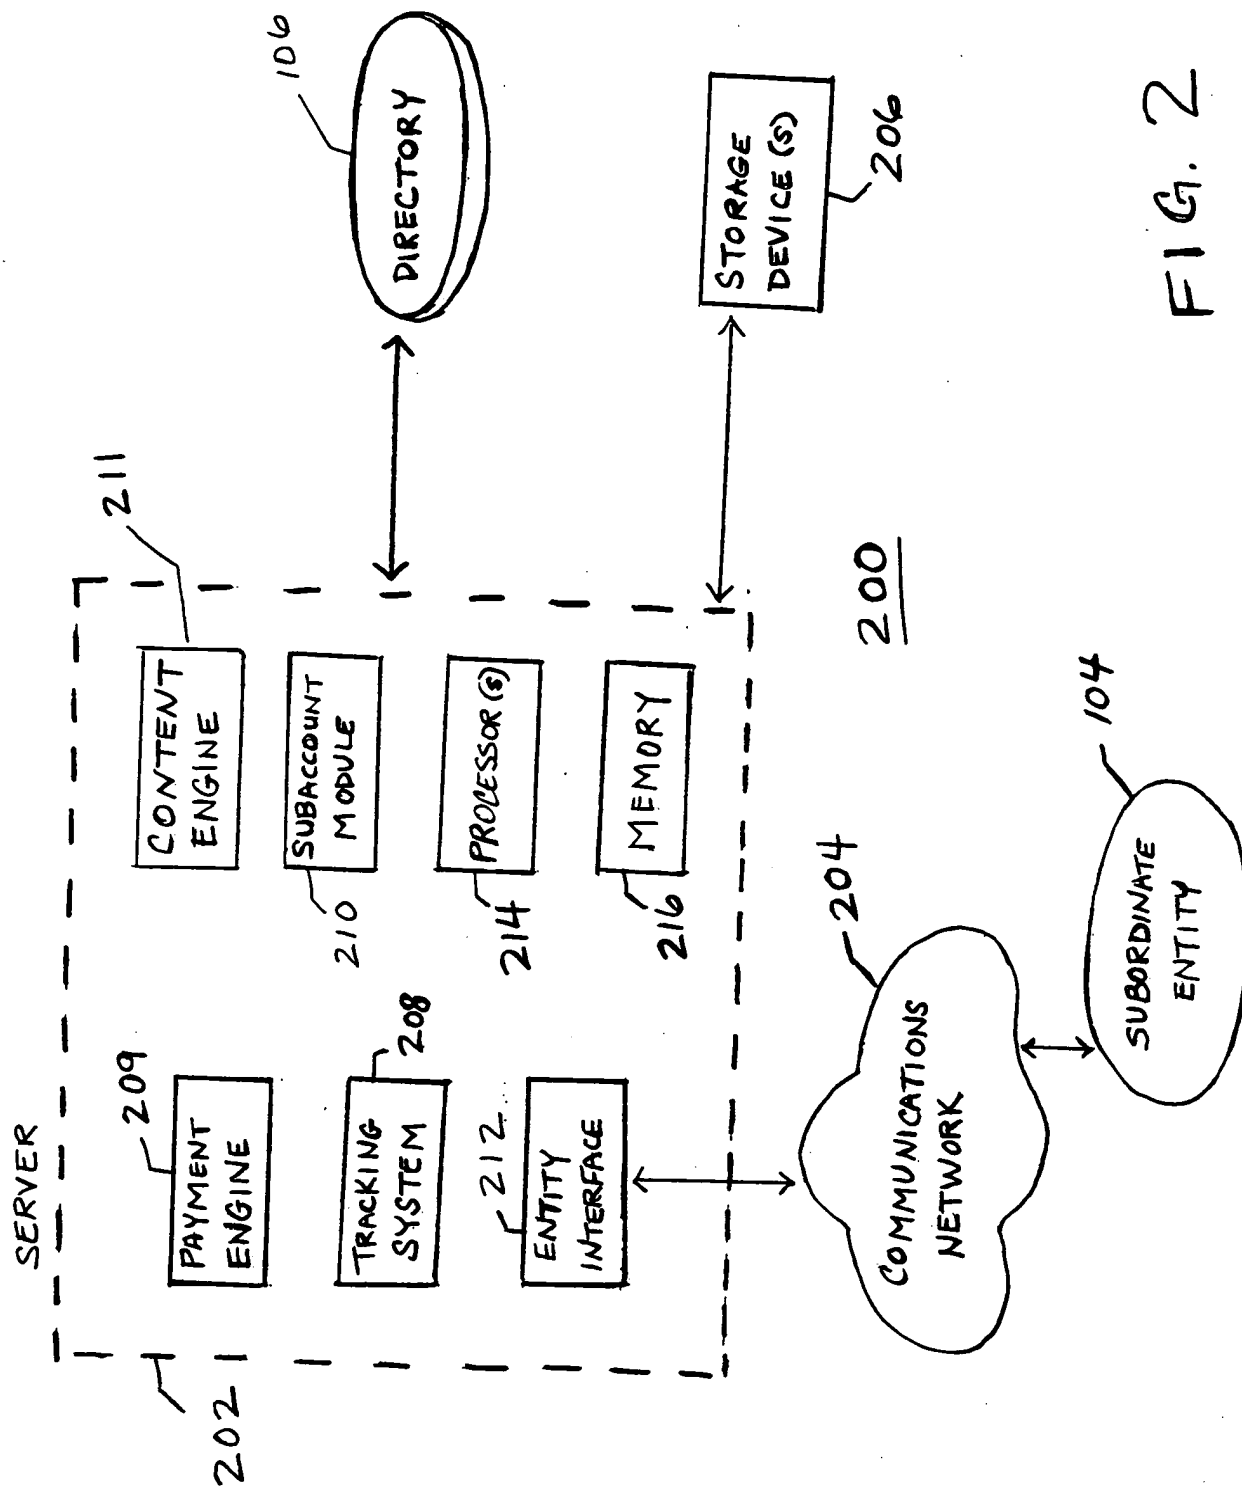 SERVER
202
209
PAYMENT
ENGINE
TRACKING
SYSTEM
208
212
ENTITY
INTERFACE
211
CONTENT
ENGINE
SUBACCOUNT
MODULE
210
PROCESSOR(S)
214
MEMORY
216
106
DIRECTORY
STORAGE
DEVICE(S)
206
204
COMMUNICATIONS
NETWORK
104
SUBORDINATE
ENTITY
200
FIG. 2